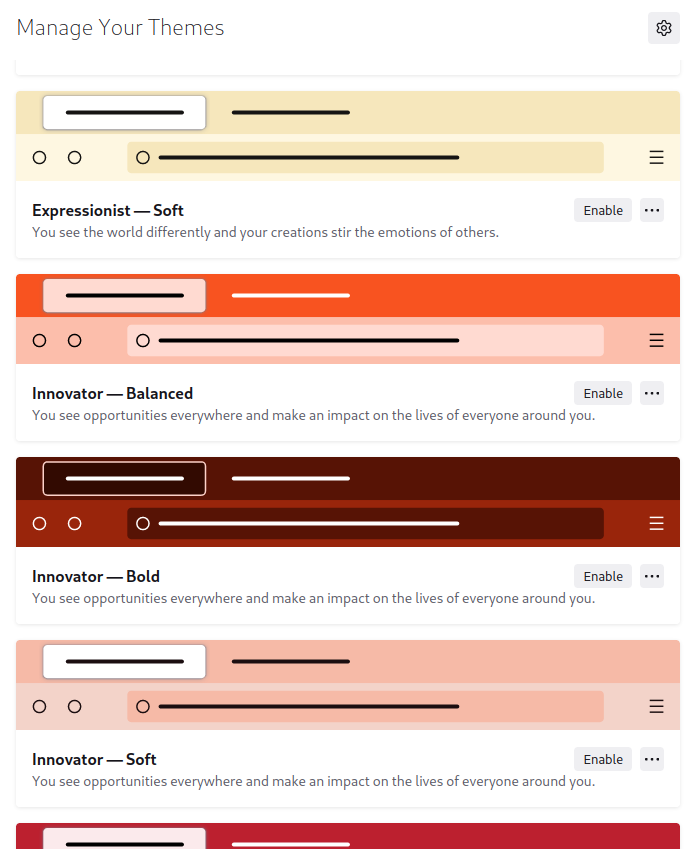 Manage Your Themes
Expressionist — Soft
Enable
You see the world differently and your creations stir the emotions of others.
Innovator — Balanced
Enable
You see opportunities everywhere and make an impact on the lives of everyone around you.
Innovator — Bold
Enable
You see opportunities everywhere and make an impact on the lives of everyone around you.
Innovator — Soft
Enable
You see opportunities everywhere and make an impact on the lives of everyone around you.